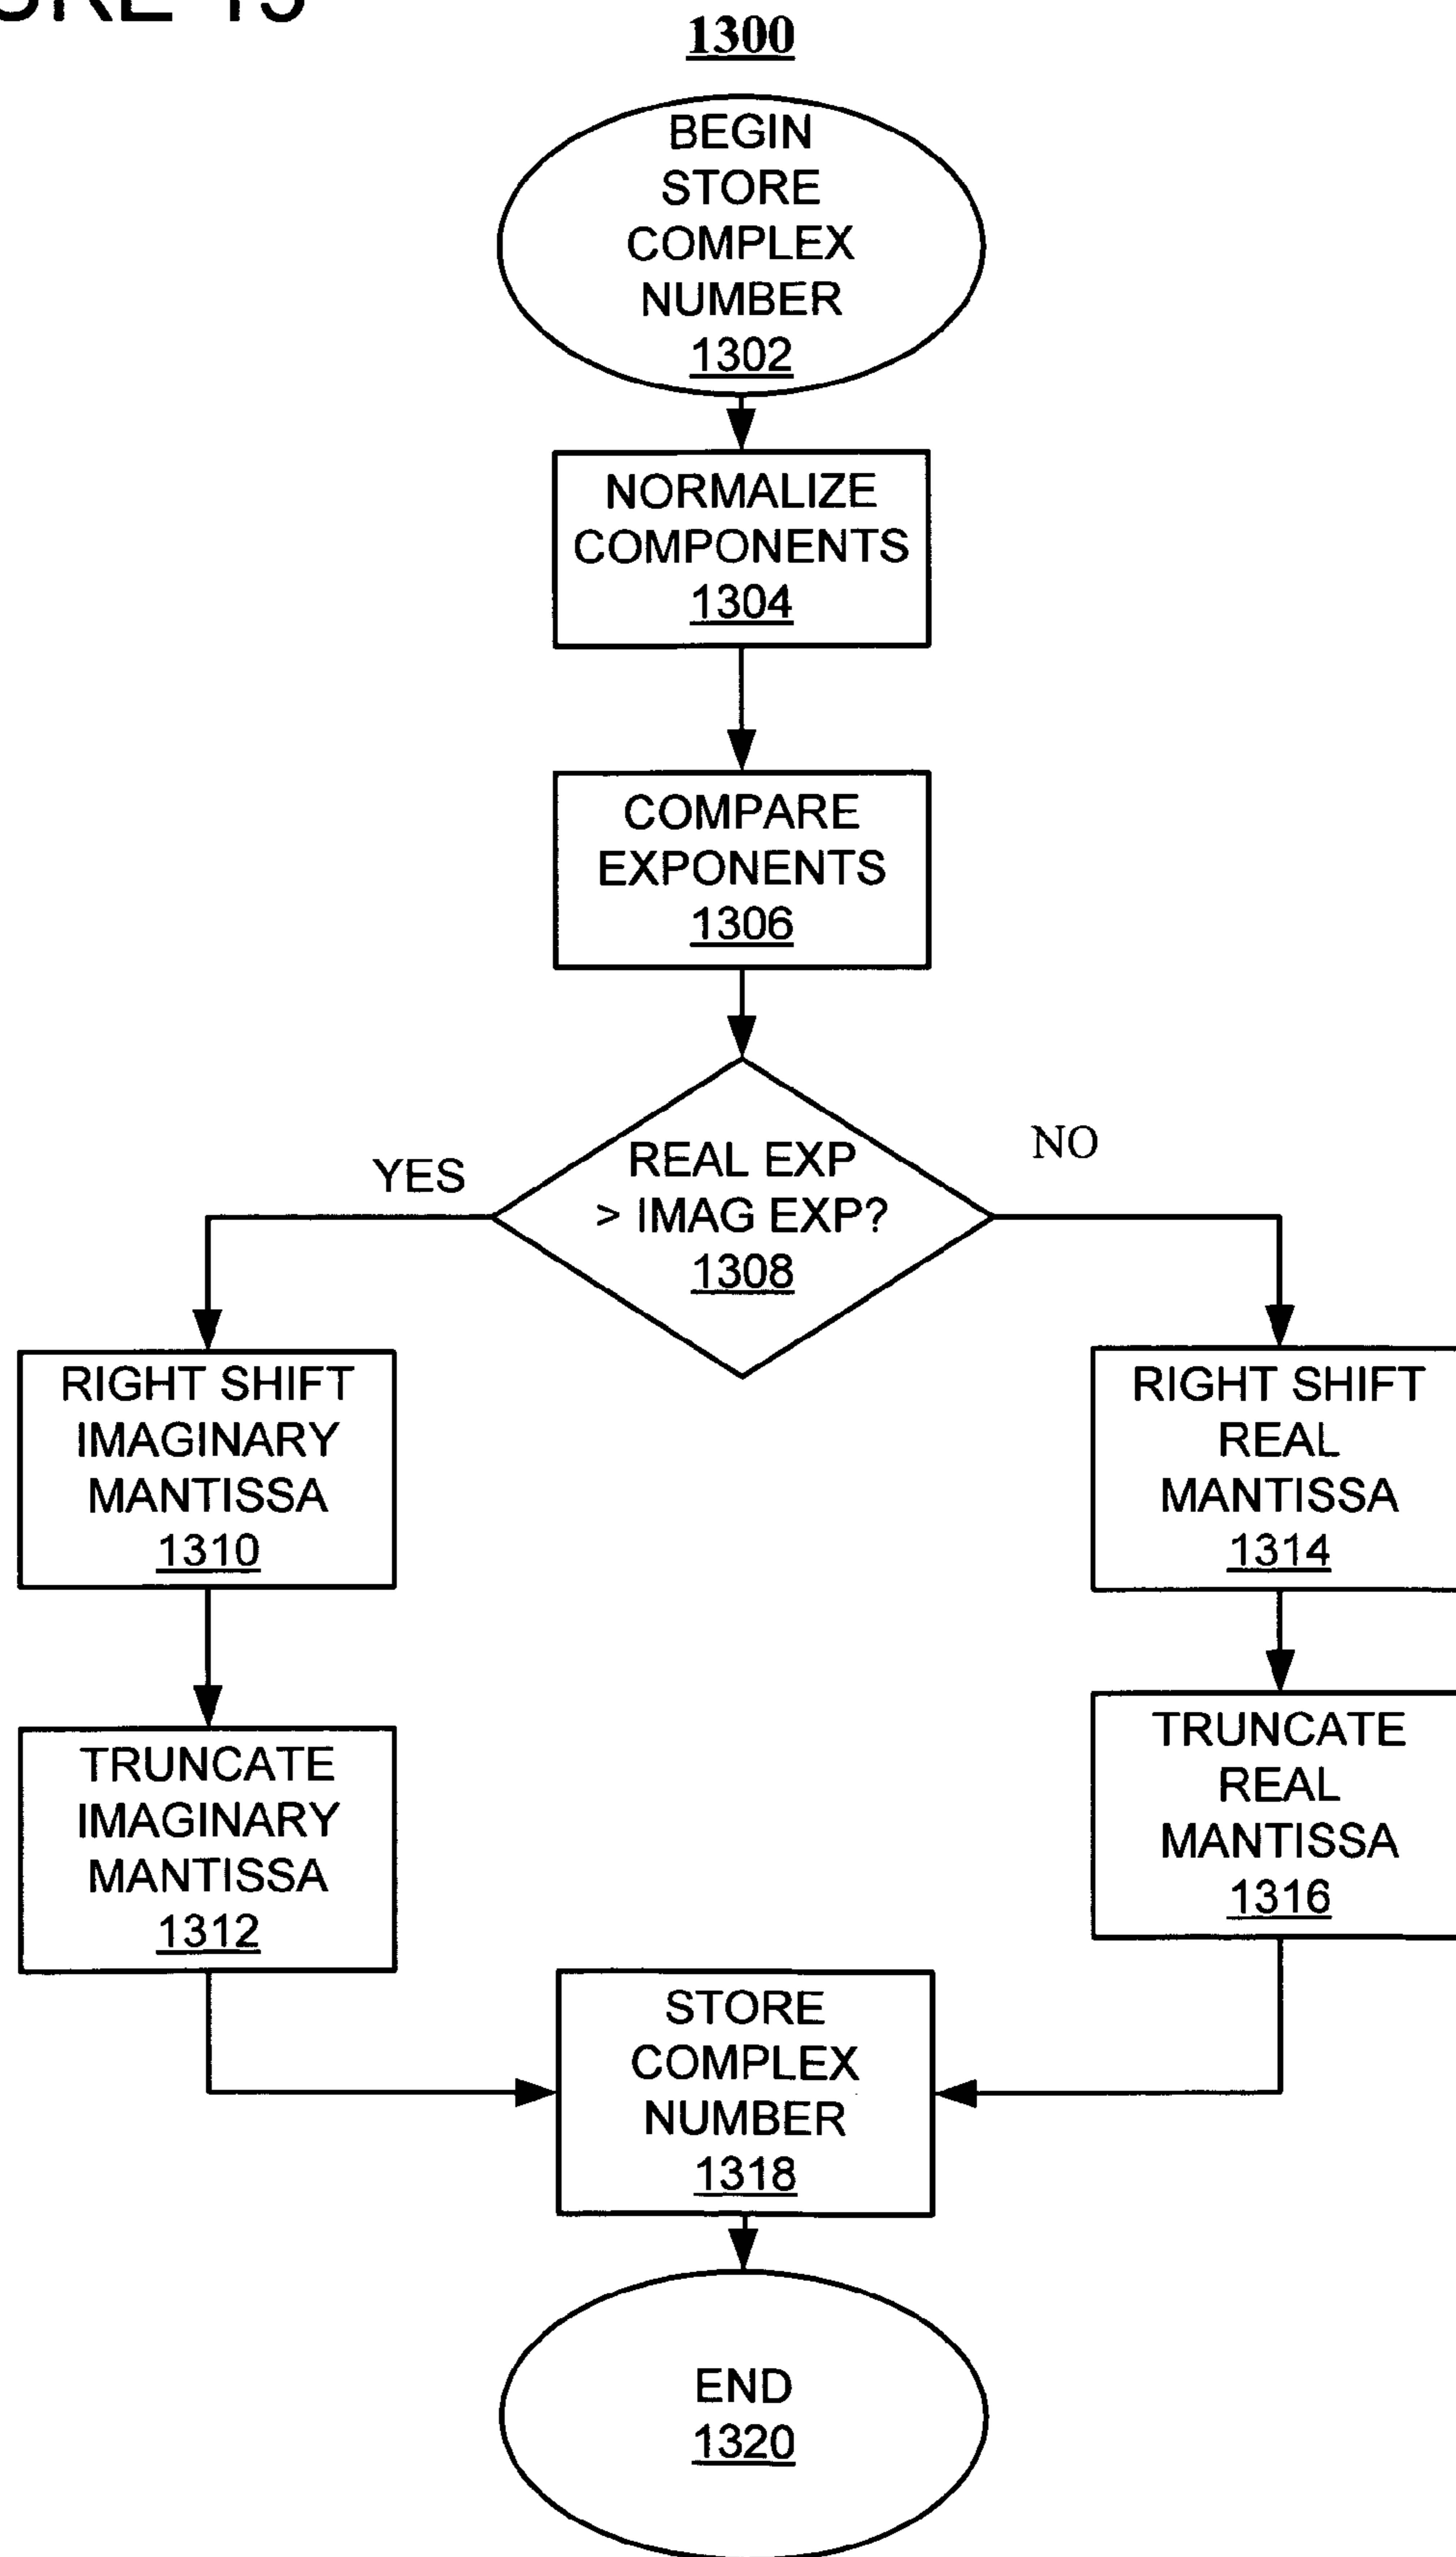 1300
BEGIN
STORE
COMPLEX
NUMBER
1302
NORMALIZE
COMPONENTS
1304
COMPARE
EXPONENTS
1306
REAL EXP
> IMAG EXP?
1308
YES
NO
RIGHT SHIFT
IMAGINARY
MANTISSA
1310
RIGHT SHIFT
REAL
MANTISSA
1314
TRUNCATE
IMAGINARY
MANTISSA
1312
TRUNCATE
REAL
MANTISSA
1316
STORE
COMPLEX
NUMBER
1318
END
1320